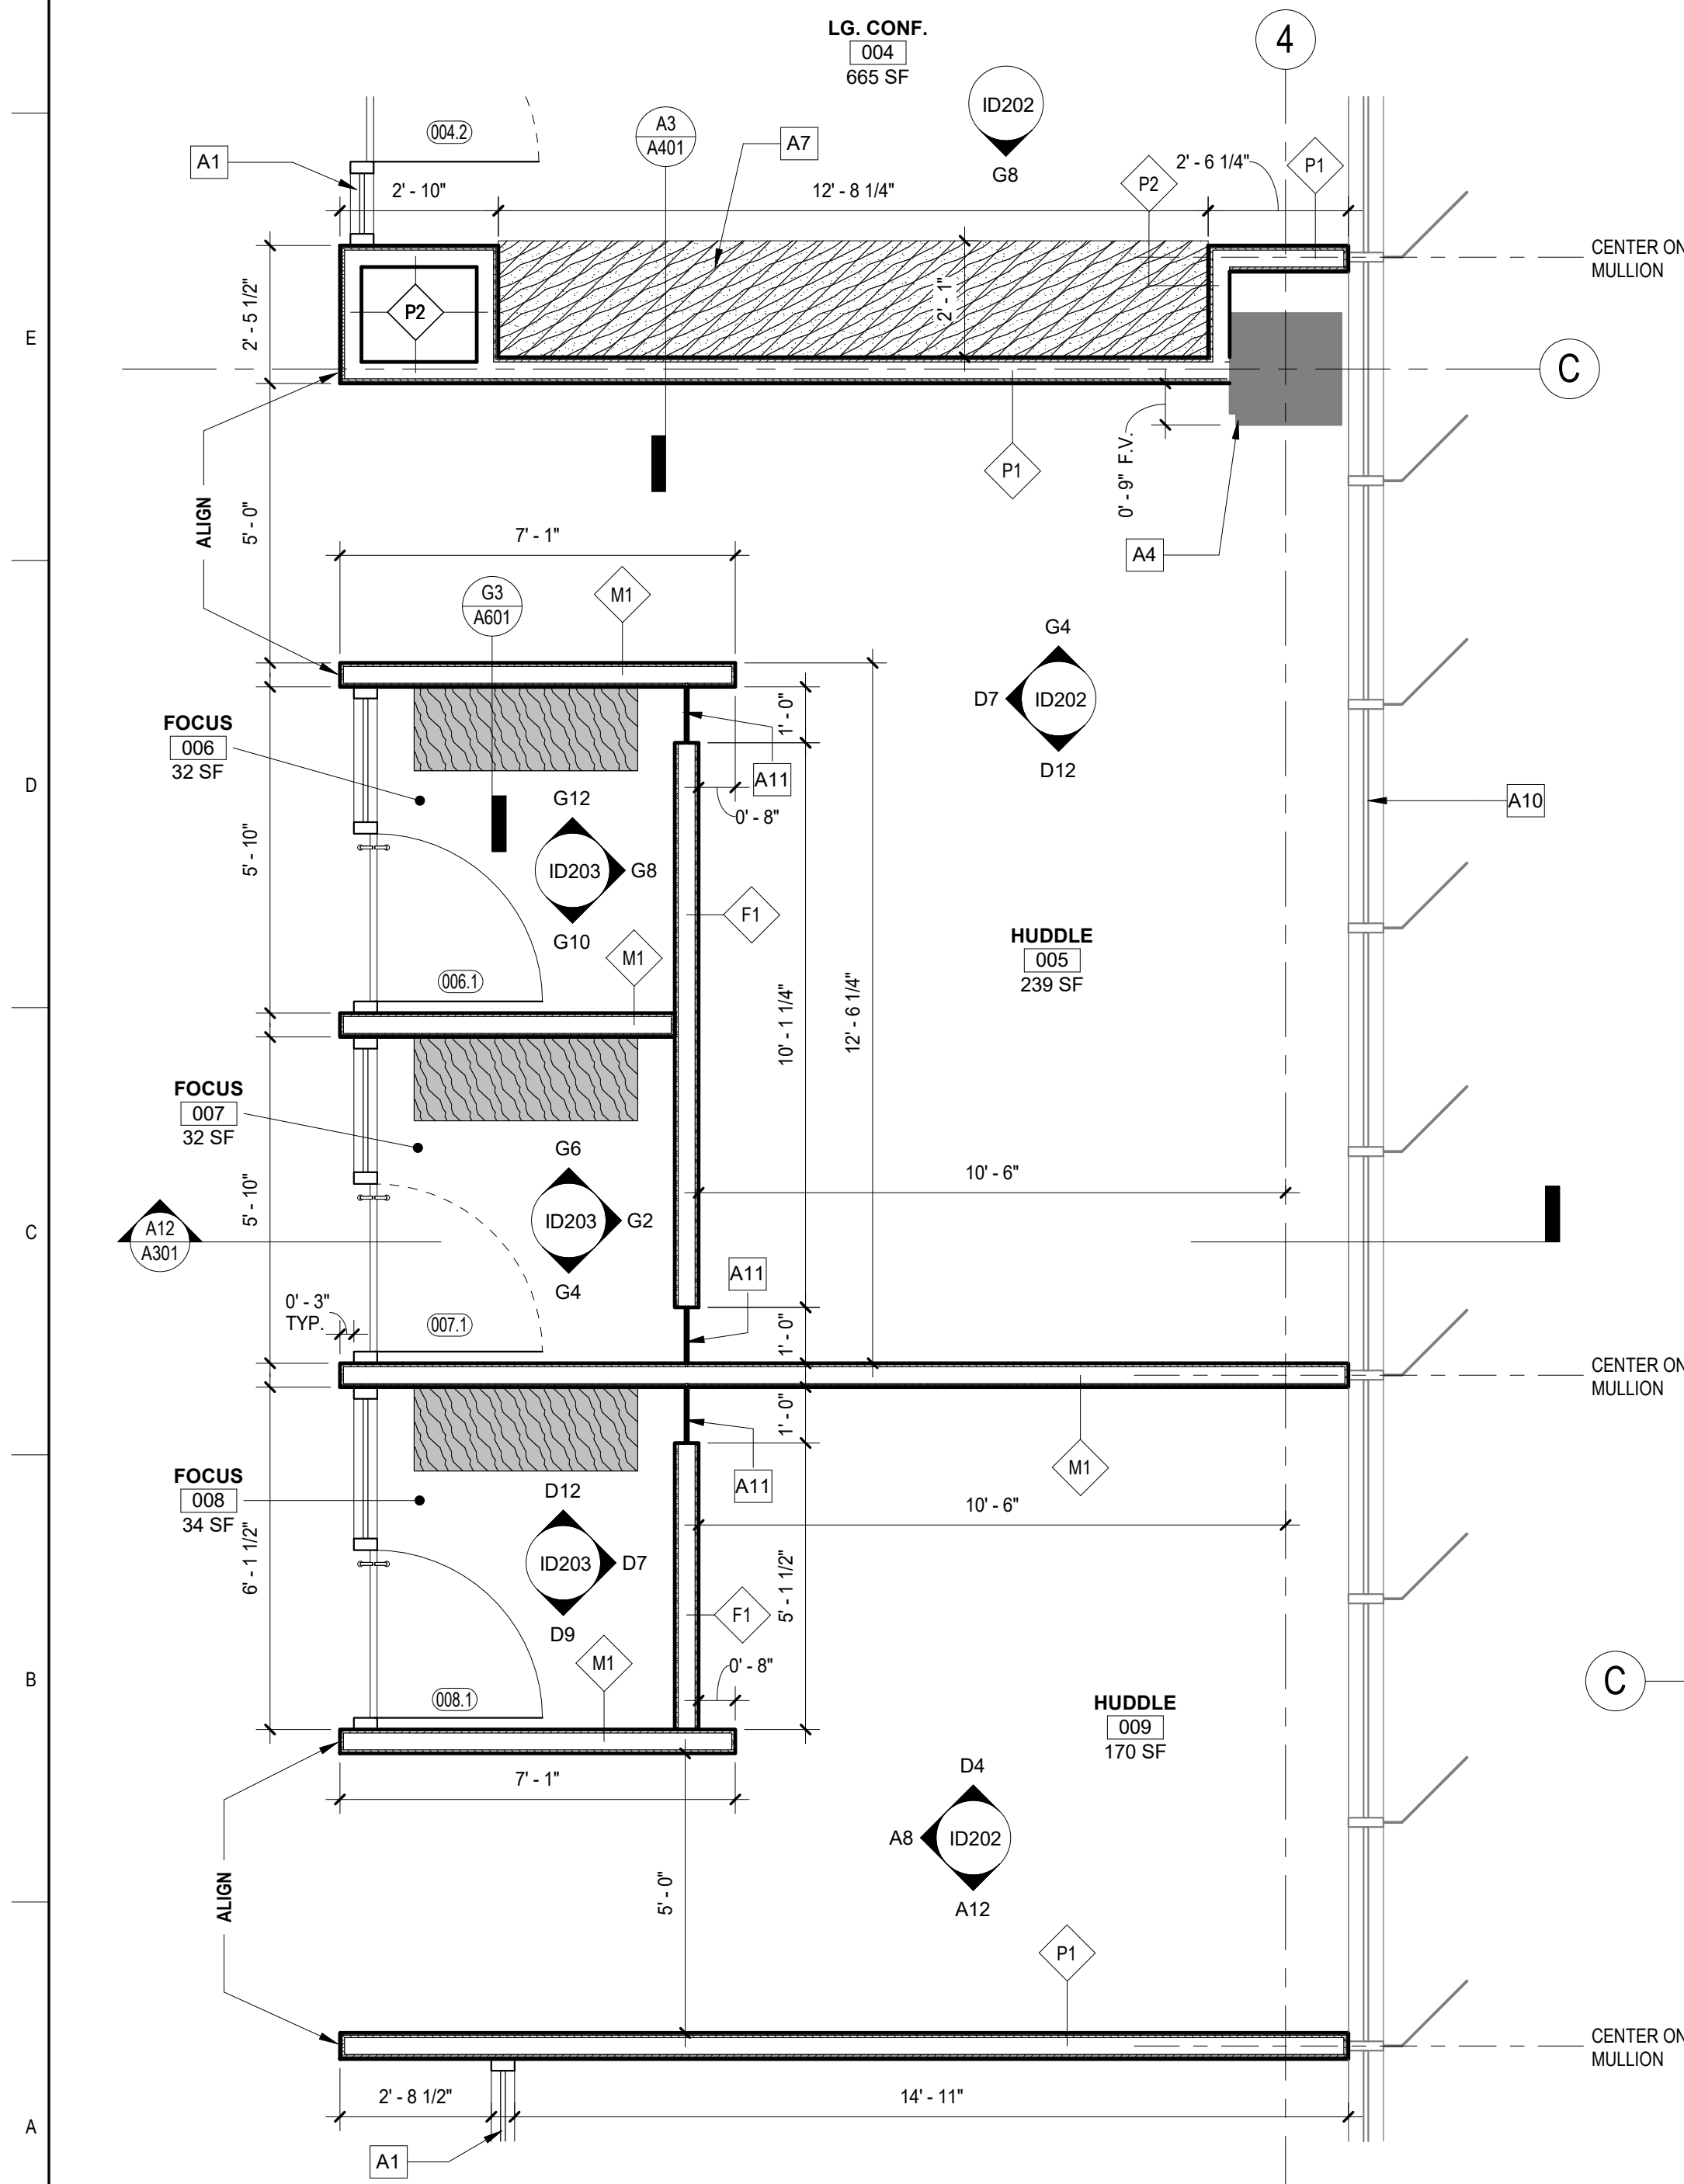 LG. CONF.
004
665 SF
4
ID202
G8
004.2
A3
A401
A7
A1
2' - 10"
12' - 8 1/4"
2' - 6 1/4"
P2
P1
CENTER ON
MULLION
E
2' - 5 1/2"
P2
2' - 1"
C
ALIGN
5' - 0"
P1
0' - 9" F.V.
A4
7' - 1"
G3
A601
M1
G4
D7
ID202
D12
FOCUS
006
32 SF
1' - 0"
A11
0' - 8"
D
A10
G12
ID203
G8
G10
5' - 10"
F1
HUDDLE
005
239 SF
M1
006.1
10' - 1 1/4"
12' - 6 1/4"
FOCUS
007
32 SF
G6
ID203
G2
G4
5' - 10"
10' - 6"
C
A12
A301
A11
0' - 3"
TYP.
007.1
1' - 0"
CENTER ON
MULLION
1' - 0"
M1
FOCUS
008
34 SF
A11
D12
ID203
D7
D9
10' - 6"
6' - 1 1/2"
5' - 1 1/2"
F1
M1
0' - 8"
B
008.1
C
HUDDLE
009
170 SF
7' - 1"
D4
A8
ID202
A12
ALIGN
5' - 0"
P1
CENTER ON
MULLION
2' - 8 1/2"
14' - 11"
A
A1